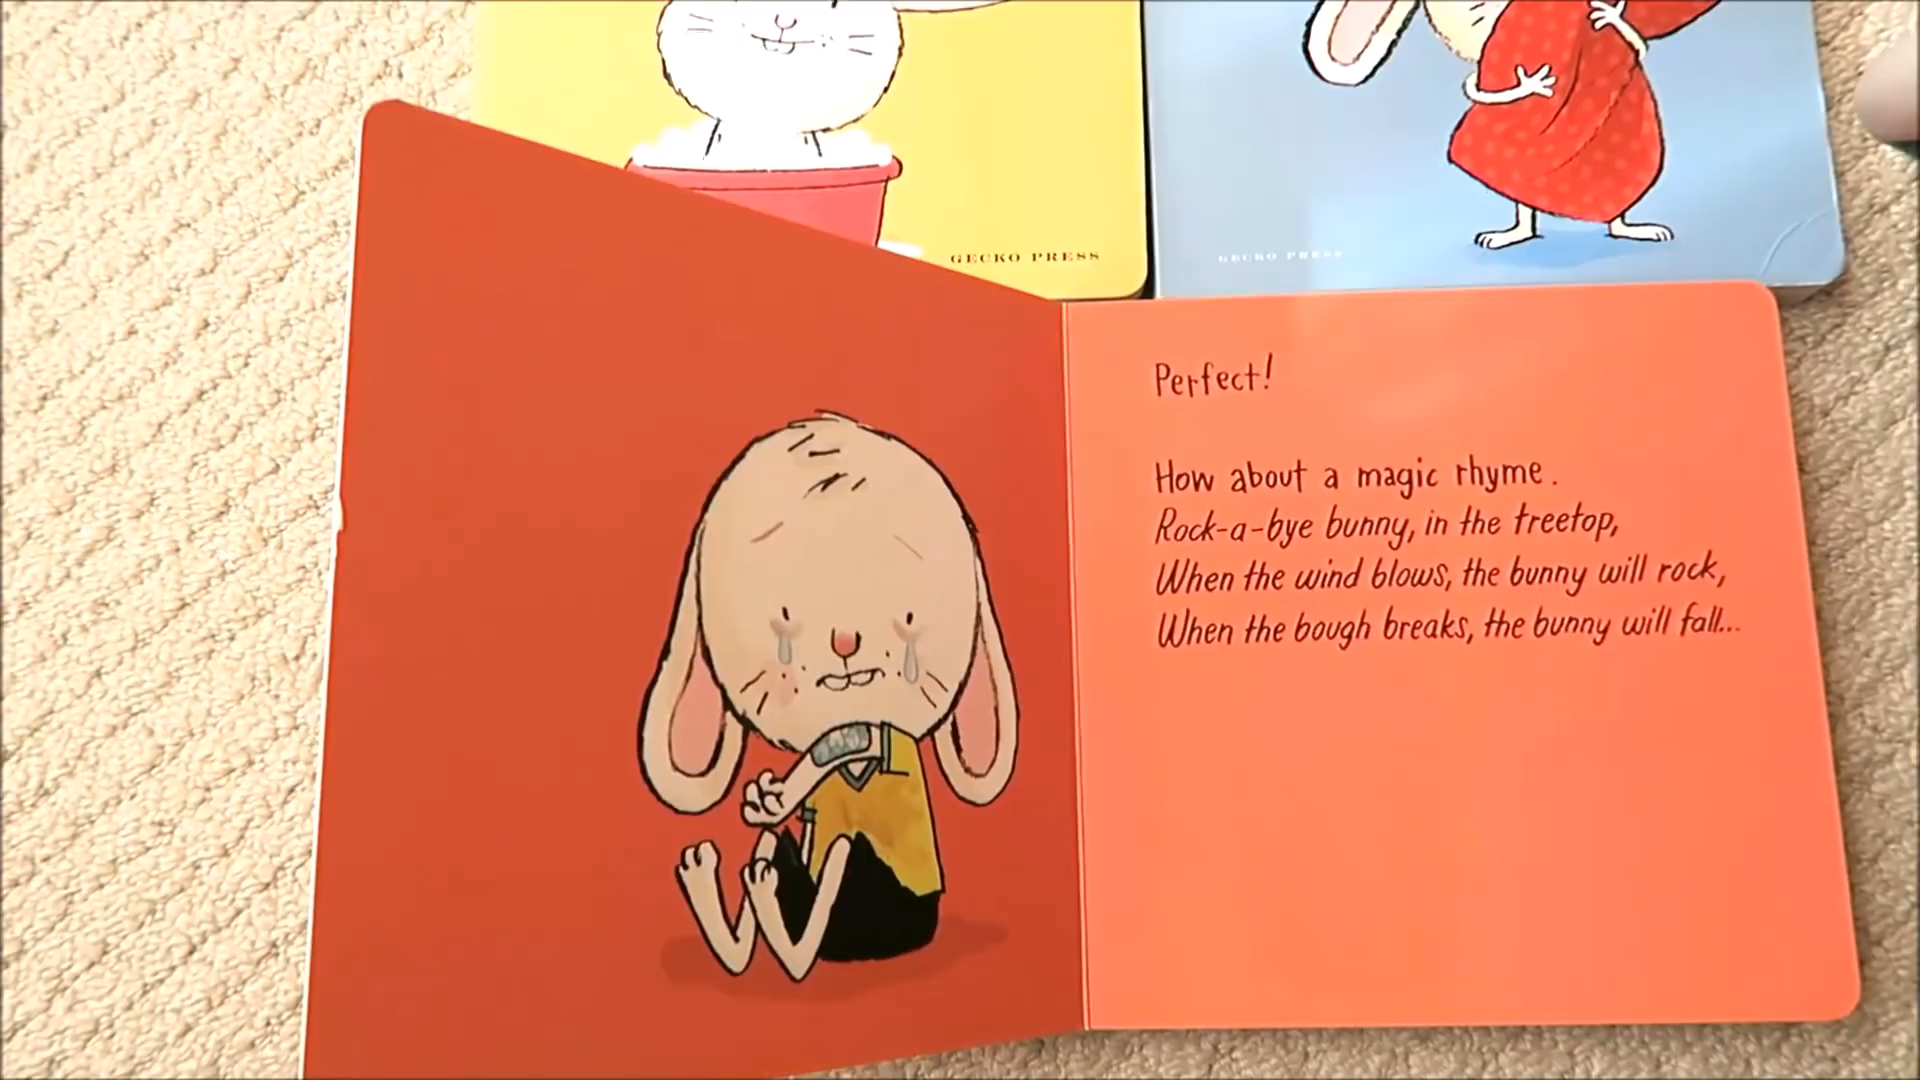 GECKO PRESS
GECKO PRESS
Perfect!
How about a magic rhyme.
Rock-a-bye bunny, in the treetop,
When the wind blows, the bunny will rock,
When the bough breaks, the bunny will fall...